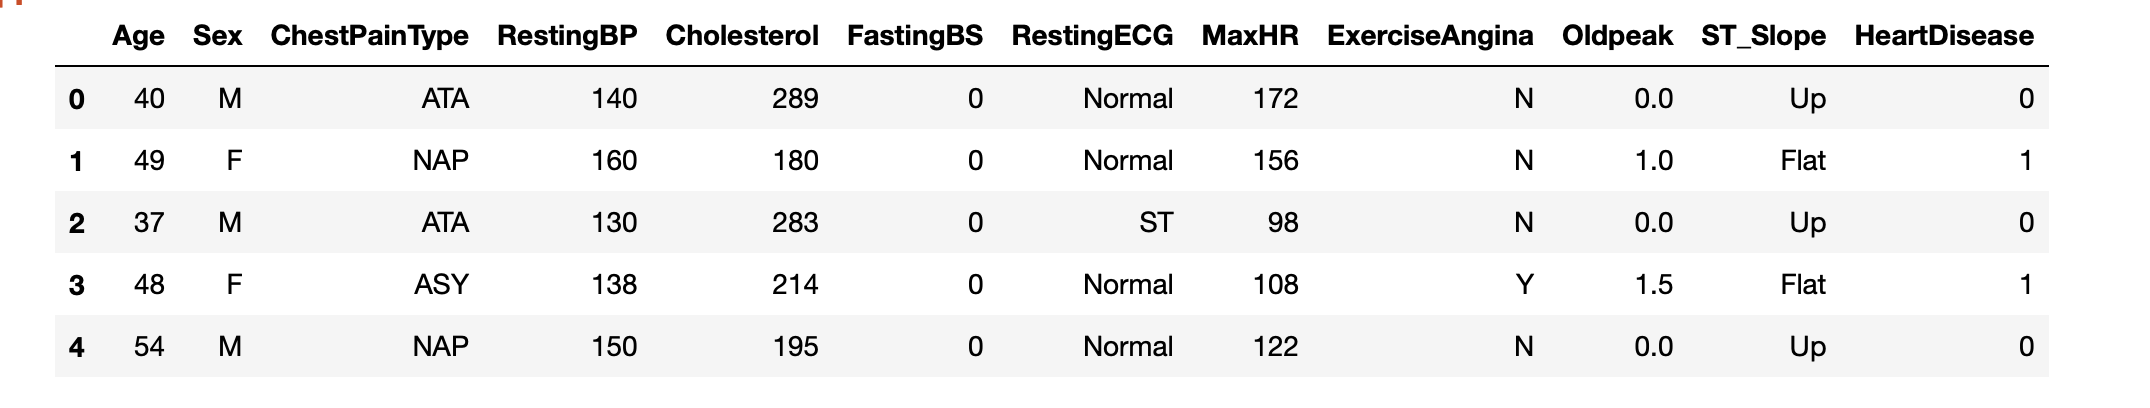 Age Sex ChestPainType RestingBP Cholesterol FastingBS RestingECG MaxHR ExerciseAngina Oldpeak ST_Slope HeartDisease
0 40 M ATA 140 289 0 Normal 172 N 0.0 Up 0
1 49 F NAP 160 180 0 Normal 156 N 1.0 Flat 1
2 37 M ATA 130 283 0 ST 98 N 0.0 Up 0
3 48 F ASY 138 214 0 Normal 108 Y 1.5 Flat 1
4 54 M NAP 150 195 0 Normal 122 N 0.0 Up 0